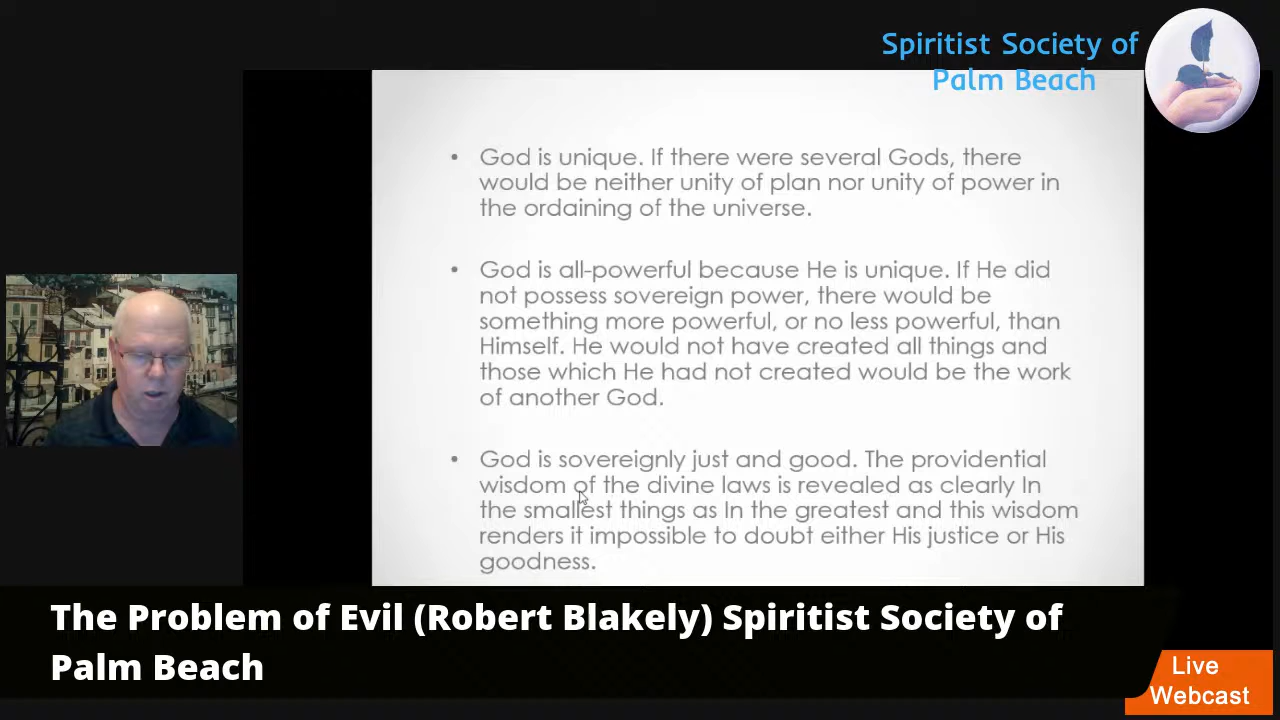 Spiritist Society of
Palm Beach
• God is unique. If there were several Gods, there
would be neither unity of plan nor unity of power in
the ordaining of the universe.
• God is all-powerful because He is unique. If He did
not possess sovereign power, there would be
something more powerful, or no less powerful, than
Himself. He would not have created all things and
those which He had not created would be the work
of another God.
• God is sovereignly just and good. The providential
wisdom of the divine laws is revealed as clearly In
the smallest things as In the greatest and this wisdom
renders it impossible to doubt either His justice or His
goodness.
The Problem of Evil (Robert Blakely) Spiritist Society of
Palm Beach
Live
Webcast